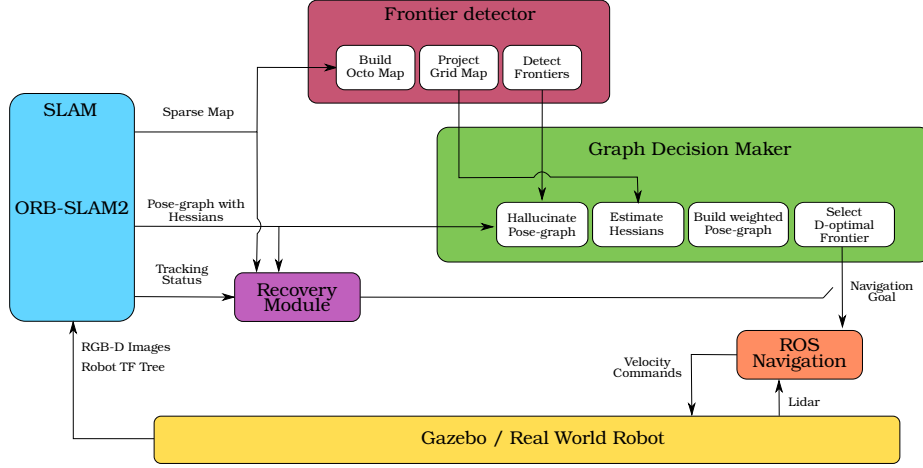 Frontier detector
Build
Octo Map
Project
Grid Map
Detect
Frontiers
SLAM
ORB-SLAM2
Sparse Map
Pose-graph with
Hessians
Tracking
Status
Graph Decision Maker
Hallucinate
Pose-graph
Estimate
Hessians
Build weighted
Pose-graph
Select
D-optimal
Frontier
Recovery
Module
Navigation
Goal
RGB-D Images
Robot TF Tree
ROS
Navigation
Velocity
Commands
Lidar
Gazebo / Real World Robot